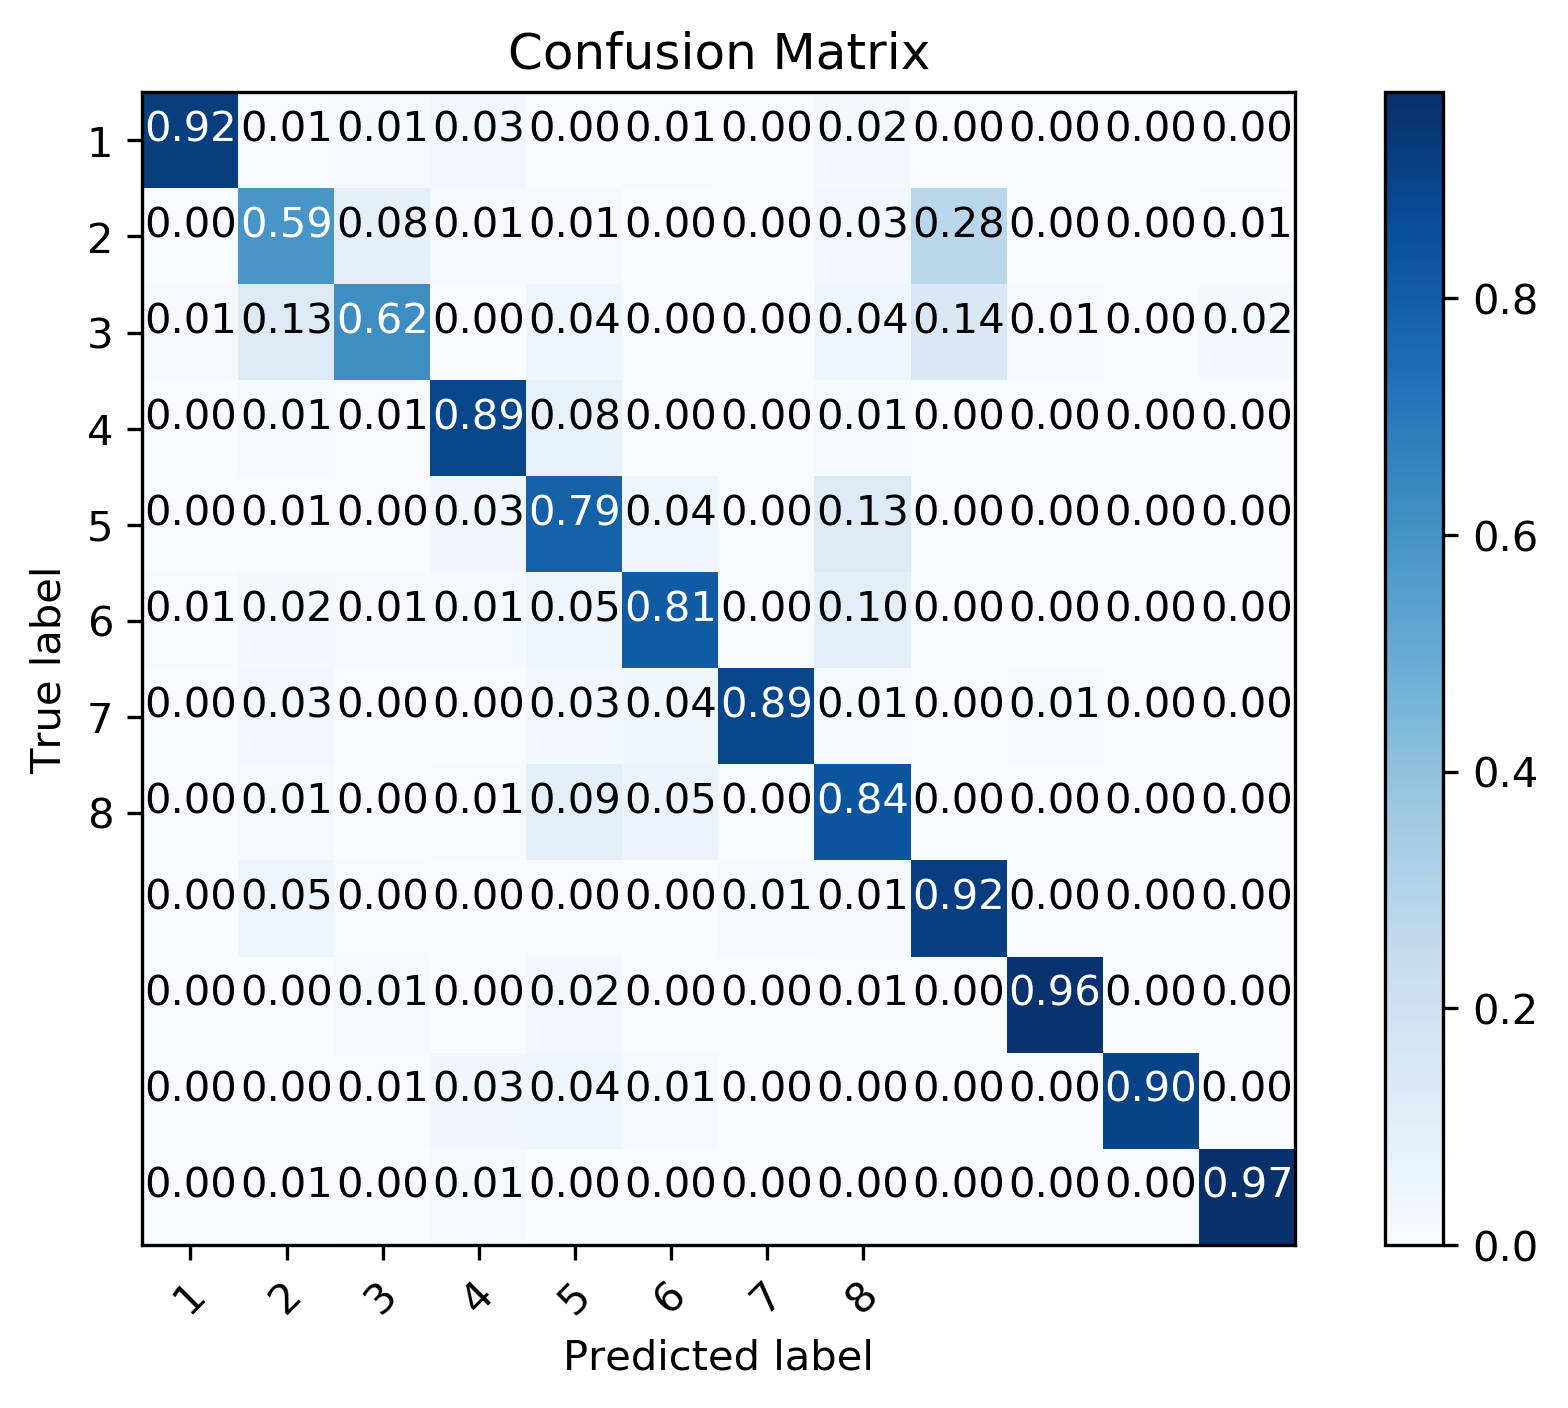 Confusion Matrix
1 0.92 0.01 0.01 0.03 0.00 0.01 0.00 0.02 0.00 0.00 0.00 0.00
2 0.00 0.59 0.08 0.01 0.01 0.00 0.00 0.03 0.28 0.00 0.00 0.01
3 0.01 0.13 0.62 0.00 0.04 0.00 0.00 0.04 0.14 0.01 0.00 0.02
4 0.00 0.01 0.01 0.89 0.08 0.00 0.00 0.01 0.00 0.00 0.00 0.00
5 0.00 0.01 0.00 0.03 0.79 0.04 0.00 0.13 0.00 0.00 0.00 0.00
6 0.01 0.02 0.01 0.01 0.05 0.81 0.00 0.10 0.00 0.00 0.00 0.00
7 0.00 0.03 0.00 0.00 0.03 0.04 0.89 0.01 0.00 0.01 0.00 0.00
8 0.00 0.01 0.00 0.01 0.09 0.05 0.00 0.84 0.00 0.00 0.00 0.00
0.00 0.05 0.00 0.00 0.00 0.00 0.01 0.01 0.92 0.00 0.00 0.00
0.00 0.00 0.01 0.00 0.02 0.00 0.00 0.01 0.00 0.96 0.00 0.00
0.00 0.00 0.01 0.03 0.04 0.01 0.00 0.00 0.00 0.00 0.90 0.00
0.00 0.01 0.00 0.01 0.00 0.00 0.00 0.00 0.00 0.00 0.00 0.97
1 2 3 4 5 6 7 8
Predicted label
True label
0.8
0.6
0.4
0.2
0.0